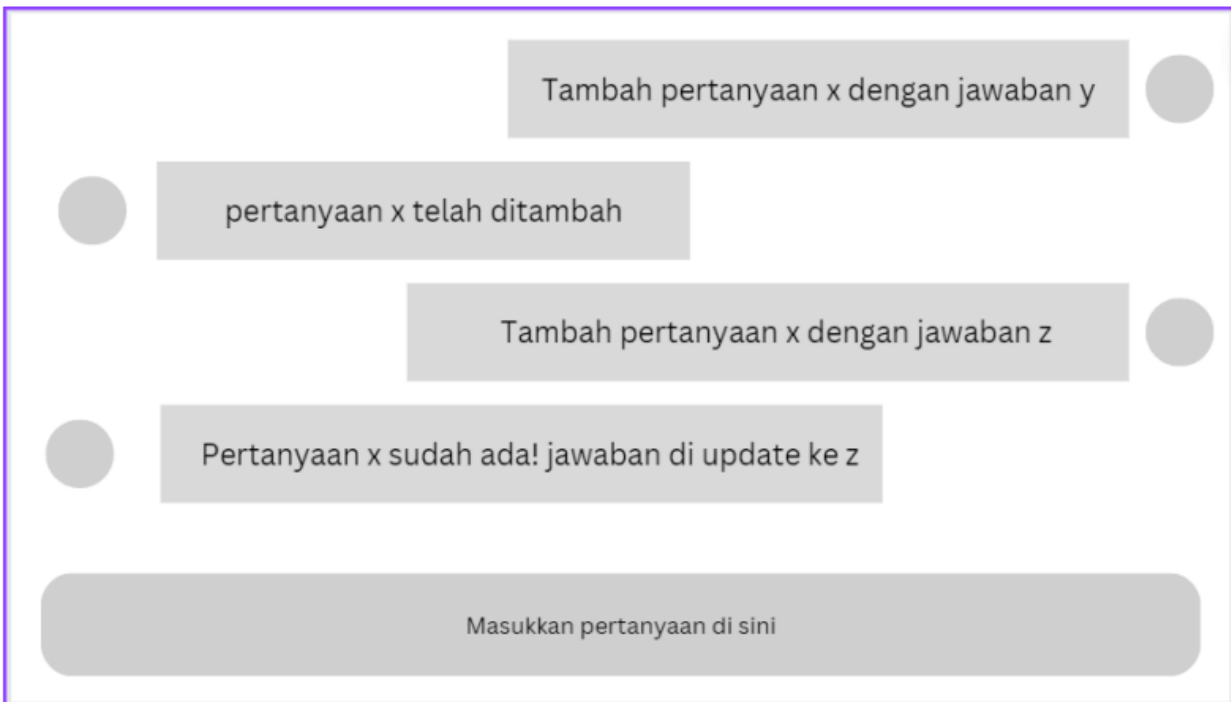 Tambah pertanyaan x dengan jawaban y
pertanyaan x telah ditambah
Tambah pertanyaan x dengan jawaban z
Pertanyaan x sudah ada! jawaban di update ke z
Masukkan pertanyaan di sini